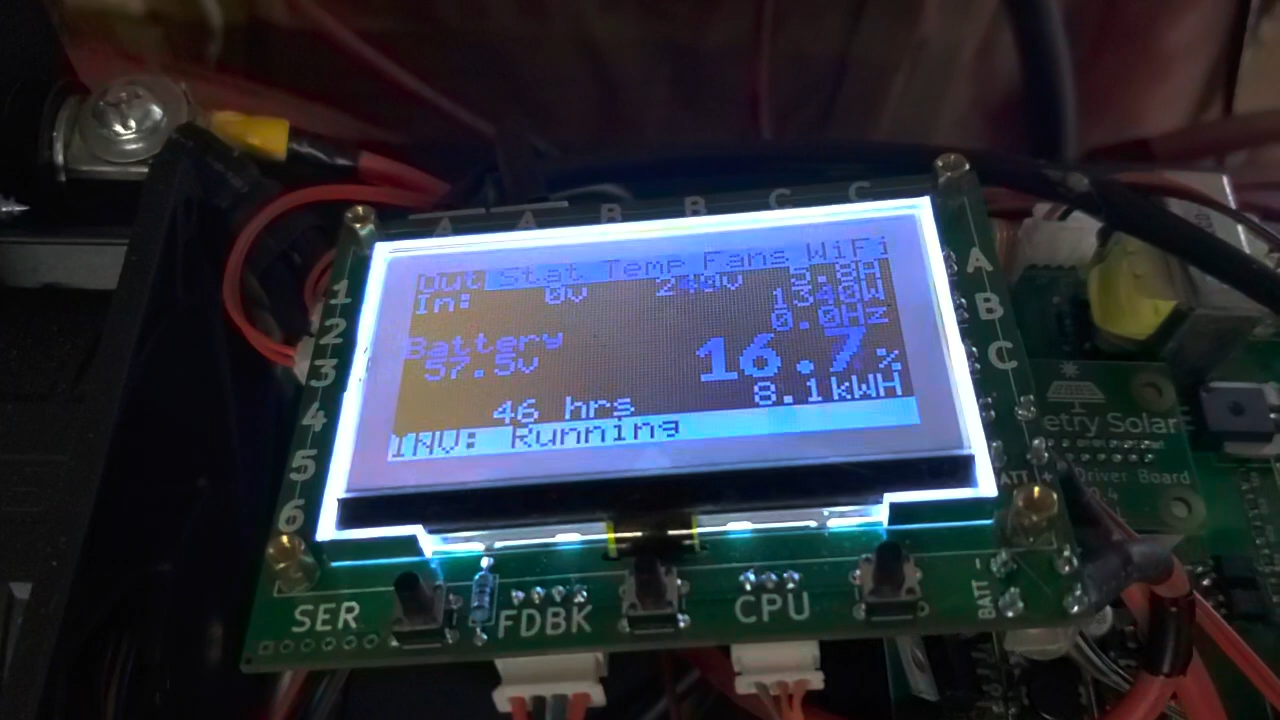 A A B B C C
Out Stat Temp Fans WiFi
In: 0v 240v 5.8A
1340W
0.0Hz
Battery
57.5v
16.7%
46 hrs 8.1kWH
INV: Running
1
2
3
4
5
6
A
B
C
etry Solar
Driver Board
BATT +
BATT -
SER
FDBK
CPU